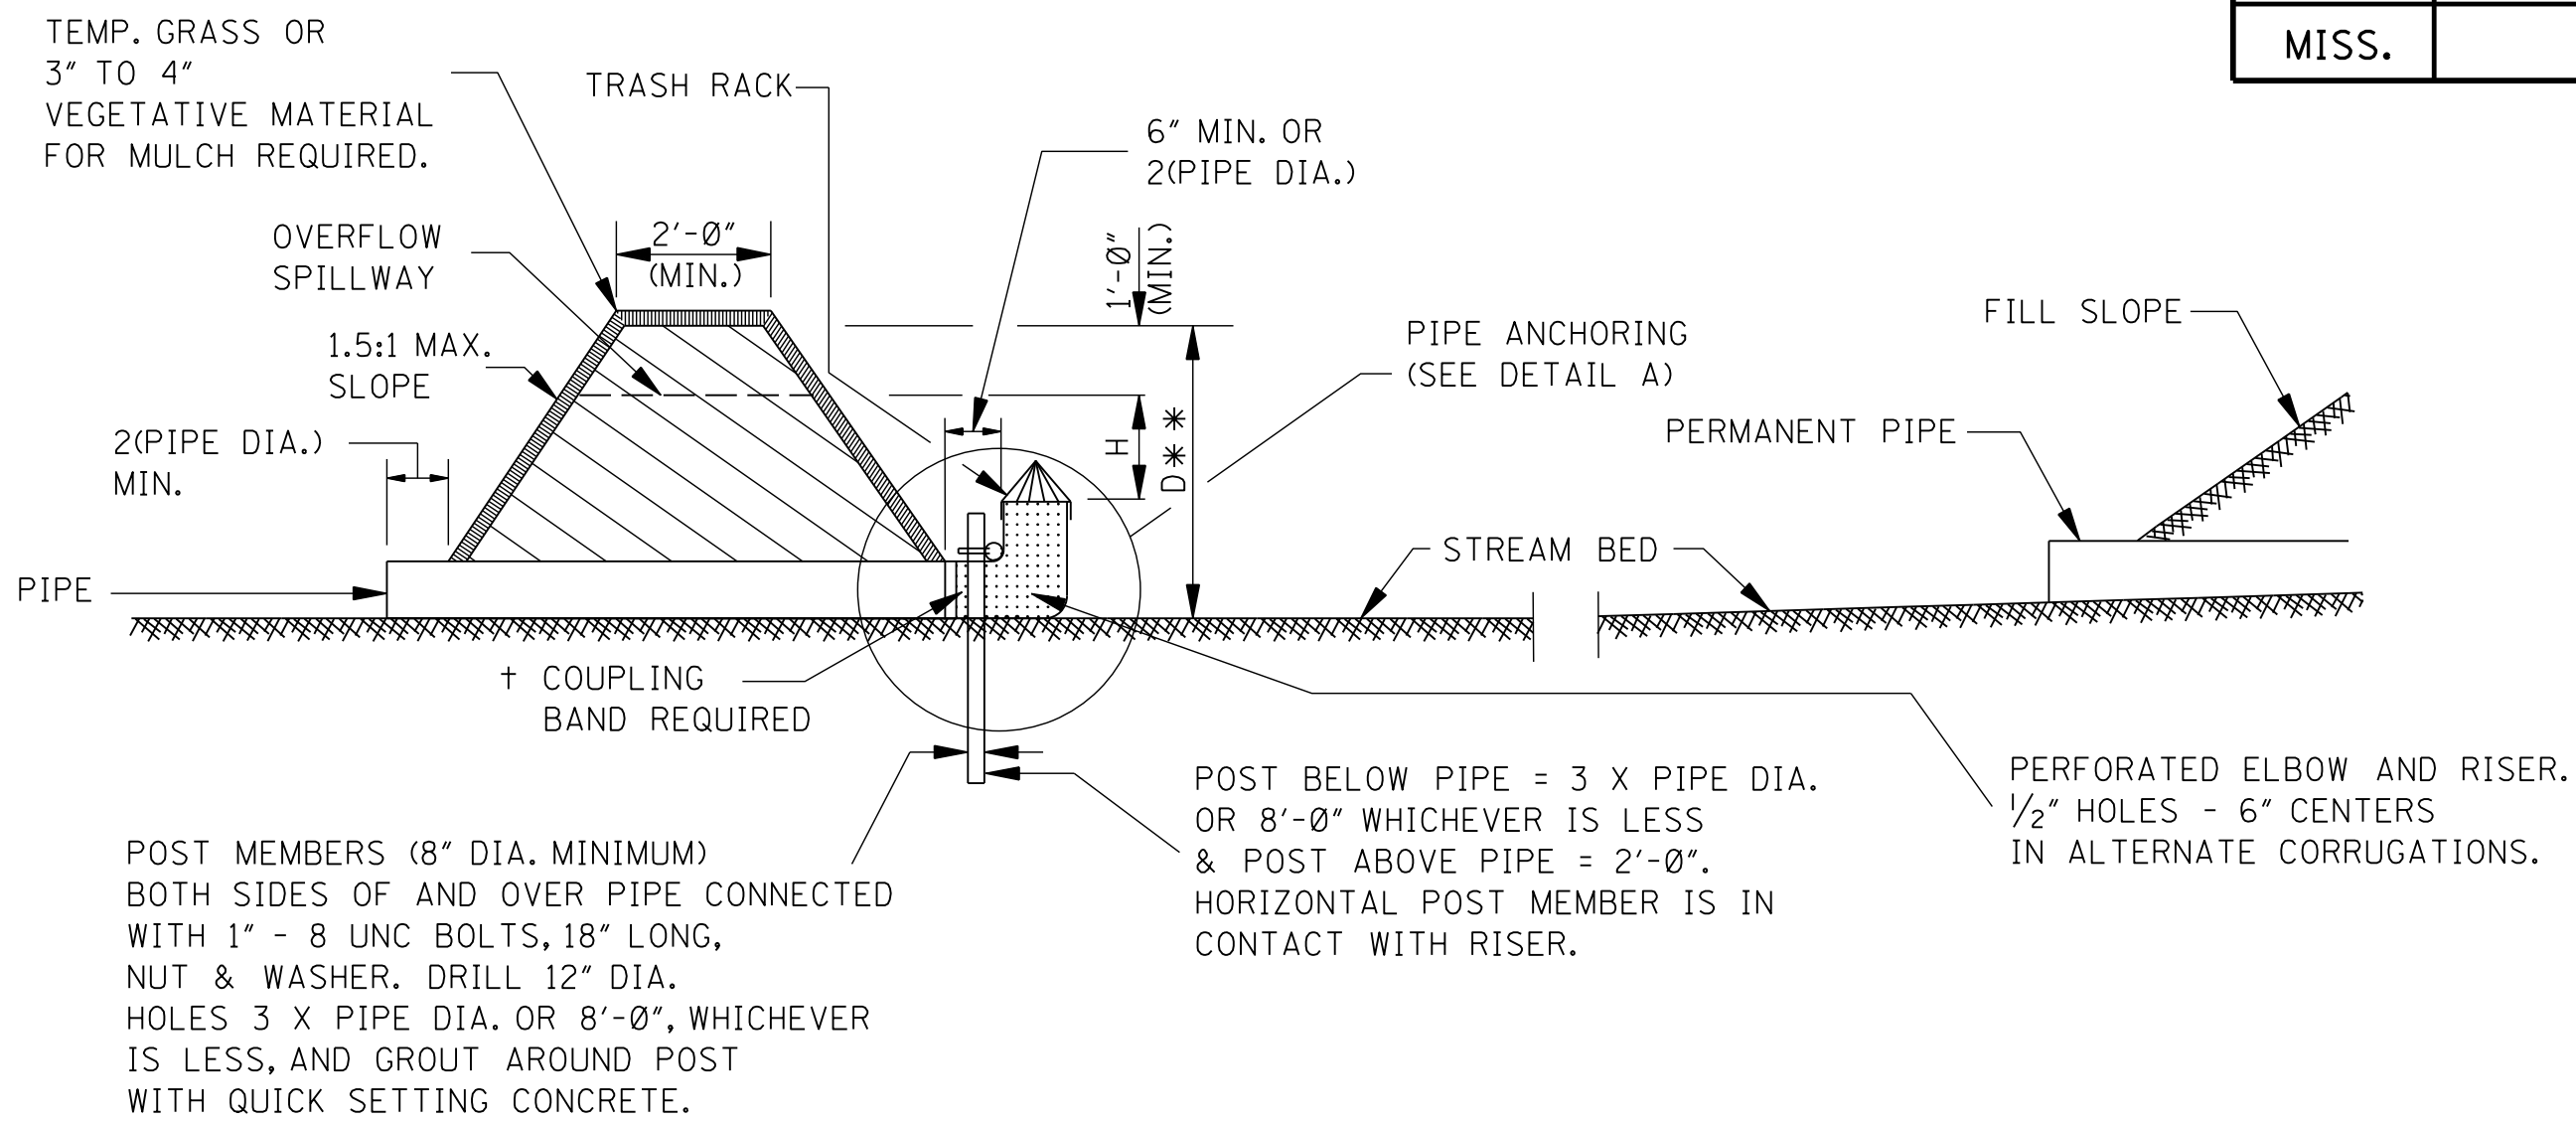 TEMP. GRASS OR
3" TO 4"
VEGETATIVE MATERIAL
FOR MULCH REQUIRED.
TRASH RACK
MISS.
6" MIN. OR
2(PIPE DIA.)
OVERFLOW
SPILLWAY
2'-Ø"
(MIN.)
1'-Ø"
(MIN.)
1.5:1 MAX.
SLOPE
PIPE ANCHORING
(SEE DETAIL A)
FILL SLOPE
2(PIPE DIA.)
MIN.
H
D**
PERMANENT PIPE
STREAM BED
PIPE
† COUPLING
BAND REQUIRED
POST MEMBERS (8" DIA. MINIMUM)
BOTH SIDES OF AND OVER PIPE CONNECTED
WITH 1" - 8 UNC BOLTS, 18" LONG,
NUT & WASHER. DRILL 12" DIA.
HOLES 3 X PIPE DIA. OR 8'-Ø", WHICHEVER
IS LESS, AND GROUT AROUND POST
WITH QUICK SETTING CONCRETE.
POST BELOW PIPE = 3 X PIPE DIA.
OR 8'-Ø" WHICHEVER IS LESS
& POST ABOVE PIPE = 2'-Ø".
HORIZONTAL POST MEMBER IS IN
CONTACT WITH RISER.
PERFORATED ELBOW AND RISER.
1/2" HOLES - 6" CENTERS
IN ALTERNATE CORRUGATIONS.